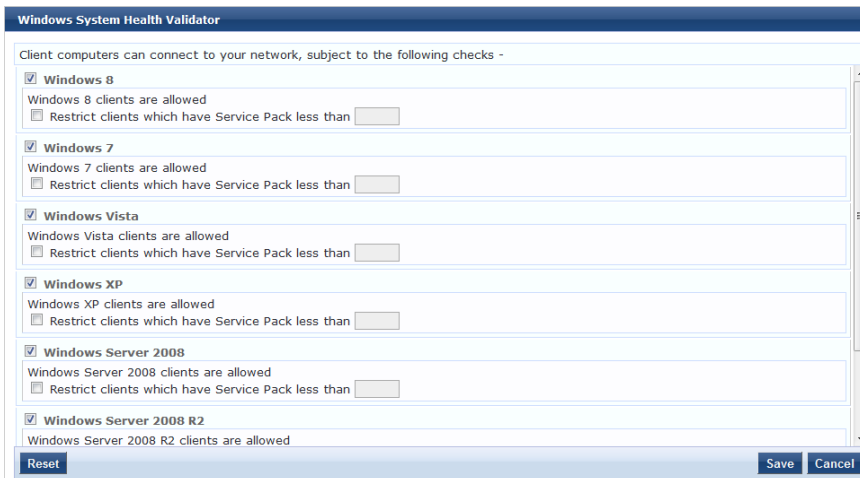 Windows System Health Validator
Client computers can connect to your network, subject to the following checks -
Windows 8
Windows 8 clients are allowed
Restrict clients which have Service Pack less than
Windows 7
Windows 7 clients are allowed
Restrict clients which have Service Pack less than
Windows Vista
Windows Vista clients are allowed
Restrict clients which have Service Pack less than
Windows XP
Windows XP clients are allowed
Restrict clients which have Service Pack less than
Windows Server 2008
Windows Server 2008 clients are allowed
Restrict clients which have Service Pack less than
Windows Server 2008 R2
Windows Server 2008 R2 clients are allowed
Reset Save Cancel